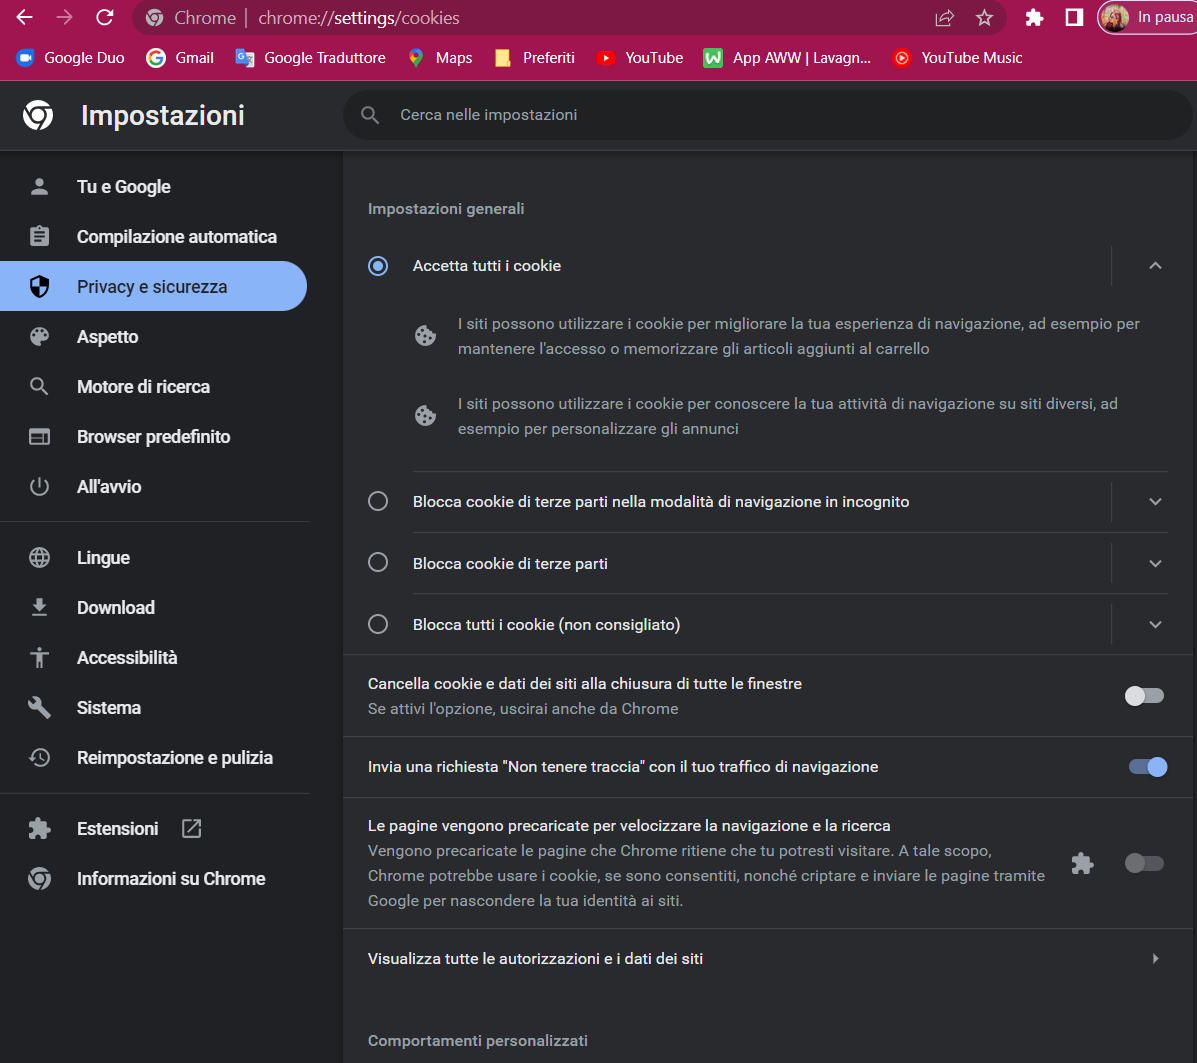 Chrome | chrome://settings/cookies
In pausa
Google Duo
Gmail
Google Traduttore
Maps
Preferiti
YouTube
App AWW | Lavagn...
YouTube Music
Impostazioni
Cerca nelle impostazioni
Tu e Google
Compilazione automatica
Privacy e sicurezza
Aspetto
Motore di ricerca
Browser predefinito
All'avvio
Lingue
Download
Accessibilità
Sistema
Reimpostazione e pulizia
Estensioni
Informazioni su Chrome
Impostazioni generali
Accetta tutti i cookie
I siti possono utilizzare i cookie per migliorare la tua esperienza di navigazione, ad esempio per
mantenere l'accesso o memorizzare gli articoli aggiunti al carrello
I siti possono utilizzare i cookie per conoscere la tua attività di navigazione su siti diversi, ad
esempio per personalizzare gli annunci
Blocca cookie di terze parti nella modalità di navigazione in incognito
Blocca cookie di terze parti
Blocca tutti i cookie (non consigliato)
Cancella cookie e dati dei siti alla chiusura di tutte le finestre
Se attivi l'opzione, uscirai anche da Chrome
Invia una richiesta "Non tenere traccia" con il tuo traffico di navigazione
Le pagine vengono precaricate per velocizzare la navigazione e la ricerca
Vengono precaricate le pagine che Chrome ritiene che tu potresti visitare. A tale scopo,
Chrome potrebbe usare i cookie, se sono consentiti, nonché criptare e inviare le pagine tramite
Google per nascondere la tua identità ai siti.
Visualizza tutte le autorizzazioni e i dati dei siti
Comportamenti personalizzati